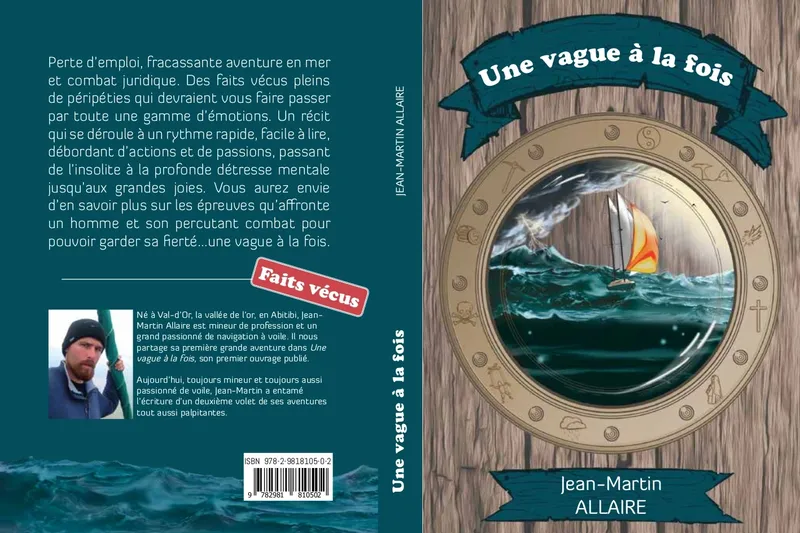 Perte d'emploi, fracassante aventure en mer
et combat juridique. Des faits vécus pleins
de péripéties qui devraient vous faire passer
par toute une gamme d'émotions. Un récit
qui se déroule à un rythme rapide, facile à lire,
débordant d'actions et de passions, passant
de l'insolite à la profonde détresse mentale
jusqu'aux grandes joies. Vous aurez envie
d'en savoir plus sur les épreuves qu'affronte
un homme et son percutant combat pour
pouvoir garder sa fierté...une vague à la fois.
Faits vécus
Né à Val-d'Or, la vallée de l'or, en Abitibi, Jean-
Martin Allaire est mineur de profession et un
grand passionné de navigation à voile. Il nous
partage sa première grande aventure dans Une
vague à la fois, son premier ouvrage publié.
Aujourd'hui, toujours mineur et toujours aussi
passionné de voile, Jean-Martin a entamé
l'écriture d'un deuxième volet de ses aventures
tout aussi palpitantes.
ISBN 978-2-9818105-0-2
9 782981 810502
JEAN-MARTIN ALLAIRE
Une vague à la fois
Une vague à la fois
Jean-Martin
ALLAIRE